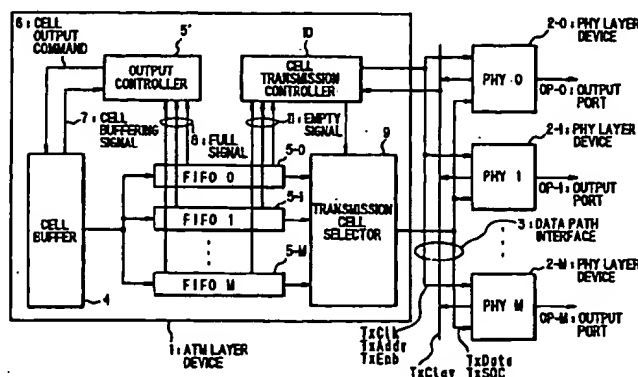 6: CELL OUTPUT COMMAND
5'
OUTPUT CONTROLLER
10
CELL TRANSMISSION CONTROLLER
2-0: PHY LAYER DEVICE
PHY 0
OP-0: OUTPUT PORT
7: CELL BUFFERING SIGNAL
8: FULL SIGNAL
11: EMPTY SIGNAL
9
5-0
FIFO 0
5-1
FIFO 1
5-M
FIFO M
CELL BUFFER
4
TRANSMISSION CELL SELECTOR
2-1: PHY LAYER DEVICE
PHY 1
OP-1: OUTPUT PORT
3: DATA PATH INTERFACE
2-M: PHY LAYER DEVICE
PHY M
OP-M: OUTPUT PORT
1: ATM LAYER DEVICE
TxClk
TxAddr
TxEnb
TxClav
TxData
TxSOC